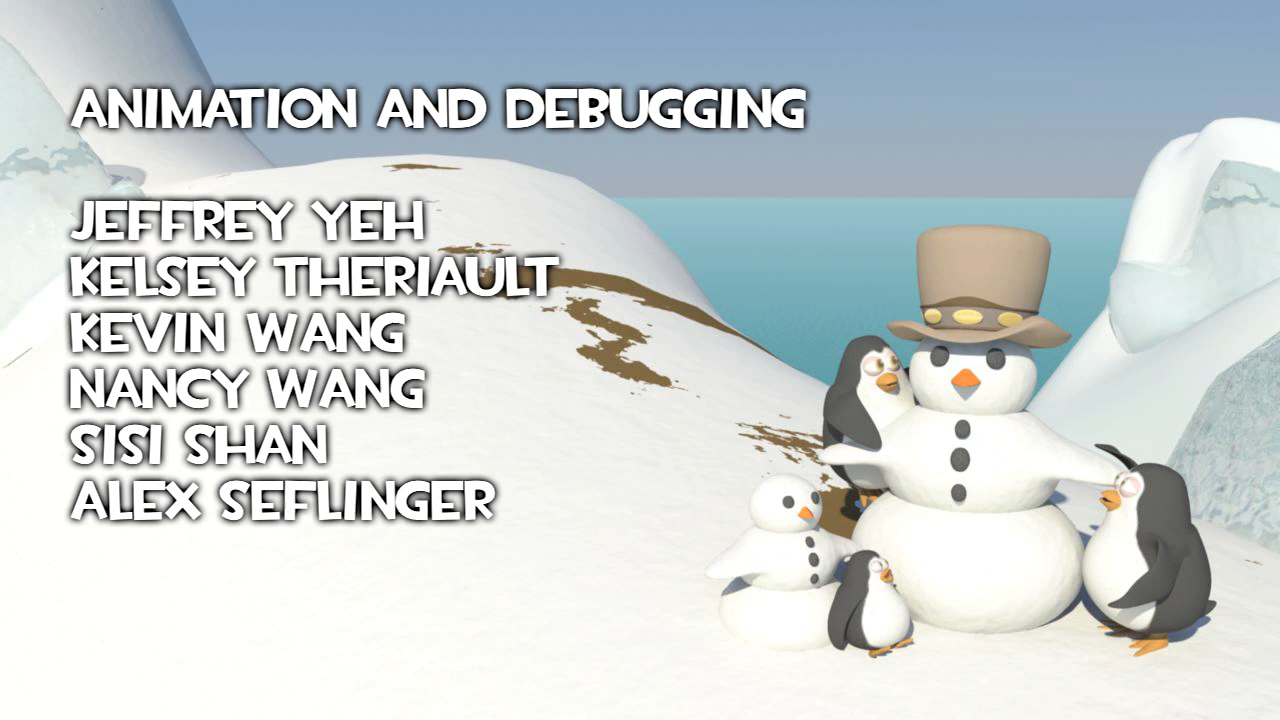 ANIMATION AND DEBUGGING
JEFFREY YEH
KELSEY THERIAULT
KEVIN WANG
NANCY WANG
SISI SHAN
ALEX SEFLINGER